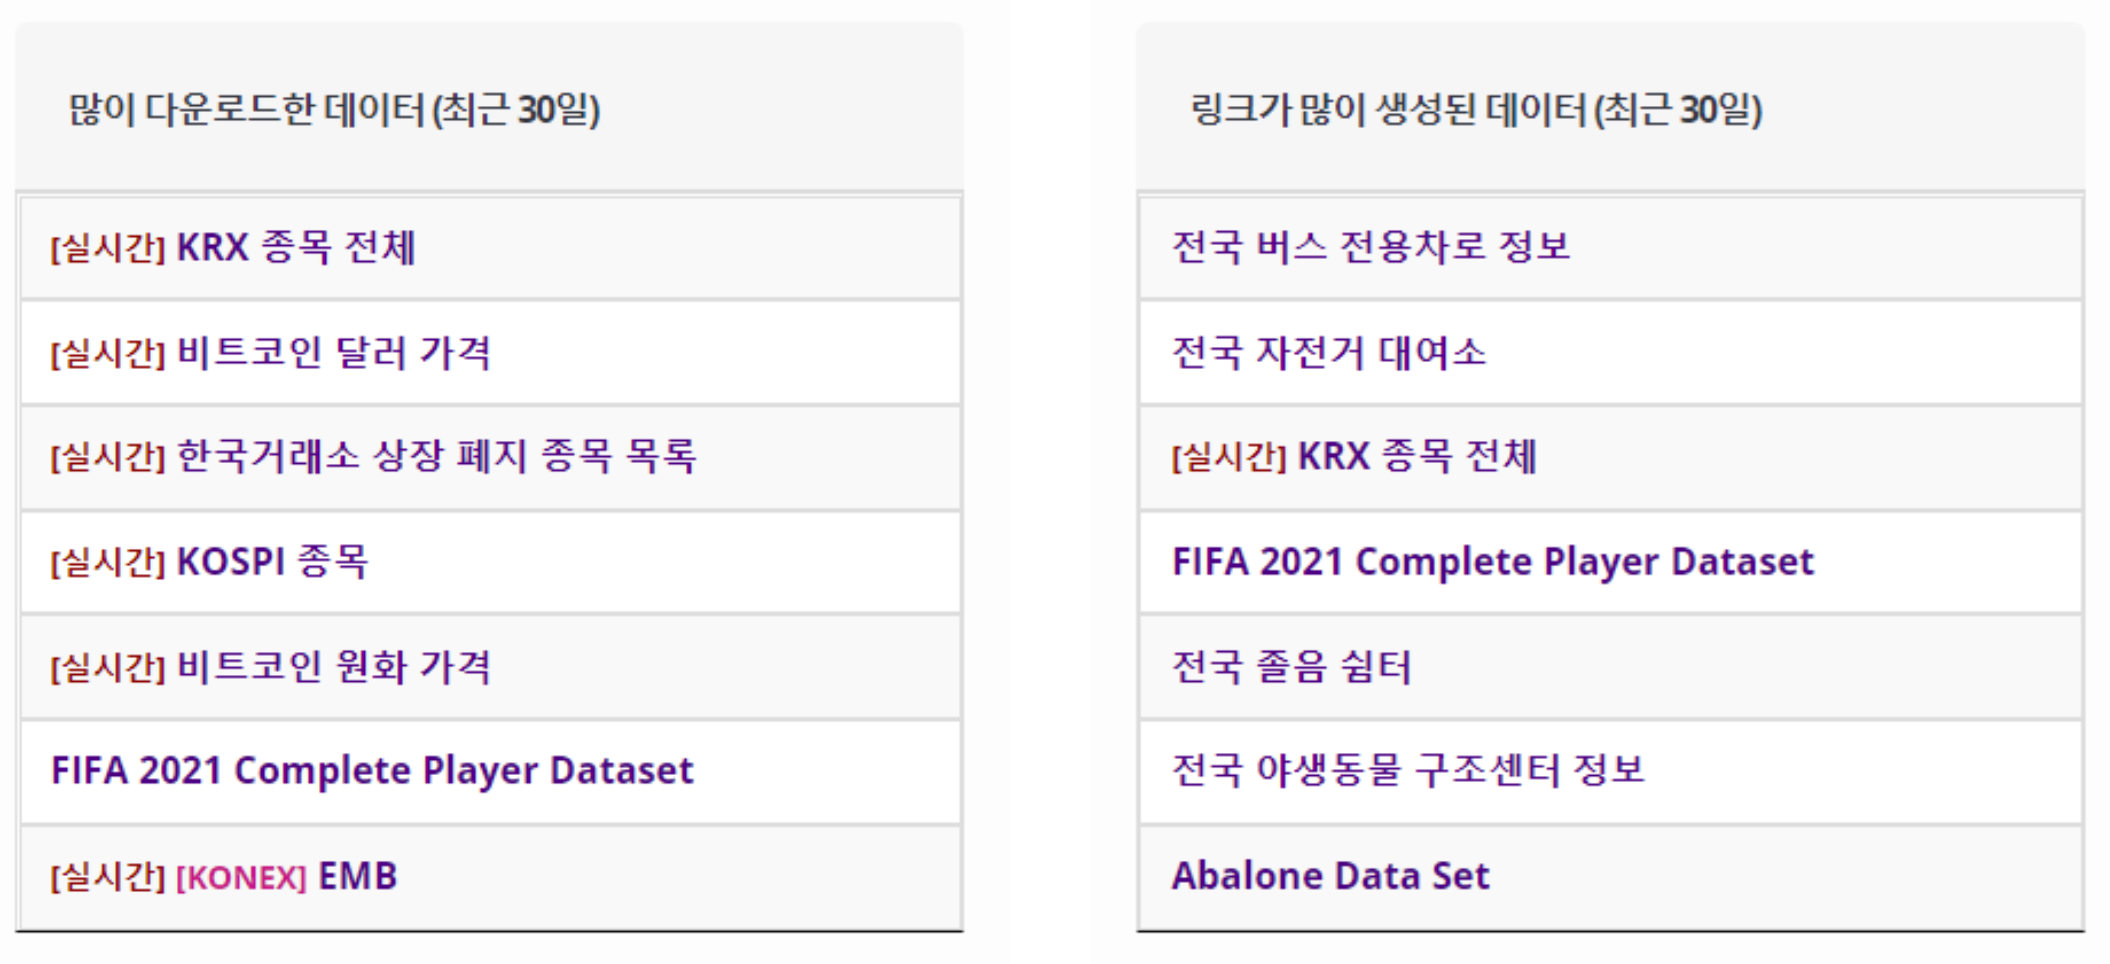 많이 다운로드한 데이터 (최근 30일)
[실시간] KRX 종목 전체
[실시간] 비트코인 달러 가격
[실시간] 한국거래소 상장 폐지 종목 목록
[실시간] KOSPI 종목
[실시간] 비트코인 원화 가격
FIFA 2021 Complete Player Dataset
[실시간] [KONEX] EMB
링크가 많이 생성된 데이터 (최근 30일)
전국 버스 전용차로 정보
전국 자전거 대여소
[실시간] KRX 종목 전체
FIFA 2021 Complete Player Dataset
전국 졸음 쉼터
전국 야생동물 구조센터 정보
Abalone Data Set